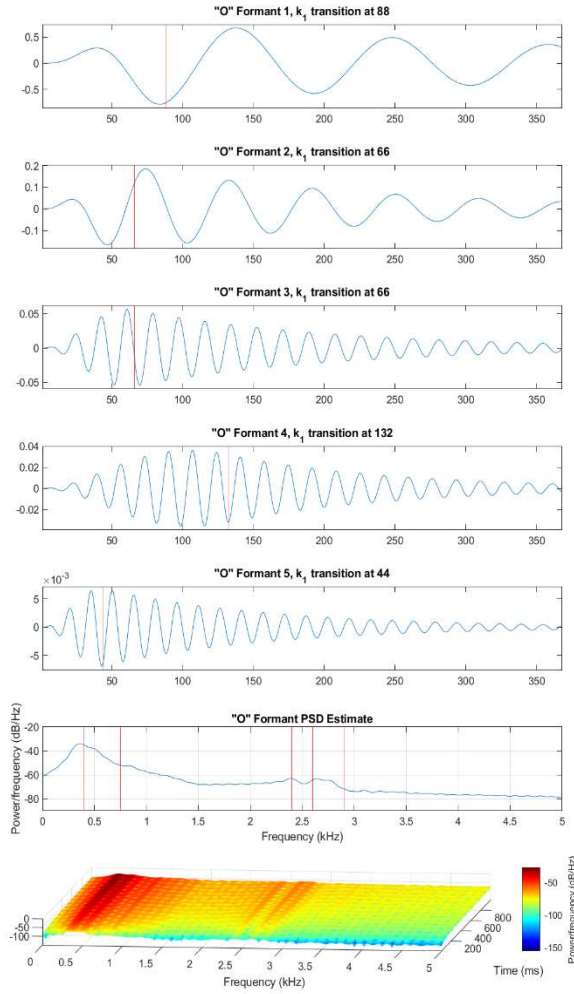 "O" Formant 1, k1 transition at 88
0.5
0
-0.5
50 100 150 200 250 300 350
"O" Formant 2, k1 transition at 66
0.2
0.1
0
-0.1
50 100 150 200 250 300 350
"O" Formant 3, k1 transition at 66
0.05
0
-0.05
50 100 150 200 250 300 350
"O" Formant 4, k1 transition at 132
0.04
0.02
0
-0.02
50 100 150 200 250 300 350
"O" Formant 5, k1 transition at 44
×10-3
5
0
-5
50 100 150 200 250 300 350
"O" Formant PSD Estimate
Power/frequency (dB/Hz)
-20
-40
-60
-80
0 0.5 1 1.5 2 2.5 3 3.5 4 4.5 5
Frequency (kHz)
0
-50
-100
0 0.5 1 1.5 2 2.5 3 3.5 4 4.5 5
Frequency (kHz)
200 400 600 800
Time (ms)
-50
-100
-150
Power/frequency (dB/Hz)